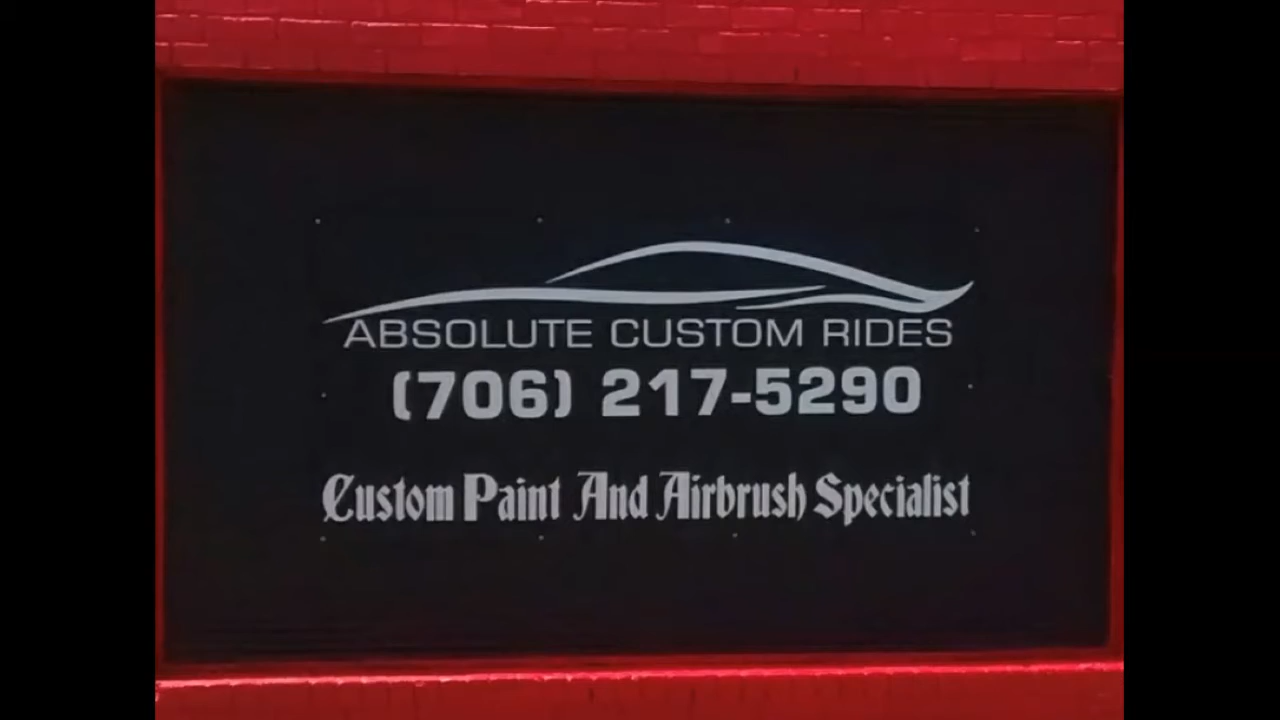 ABSOLUTE CUSTOM RIDES
(706) 217-5290
Custom Paint And Airbrush Specialist